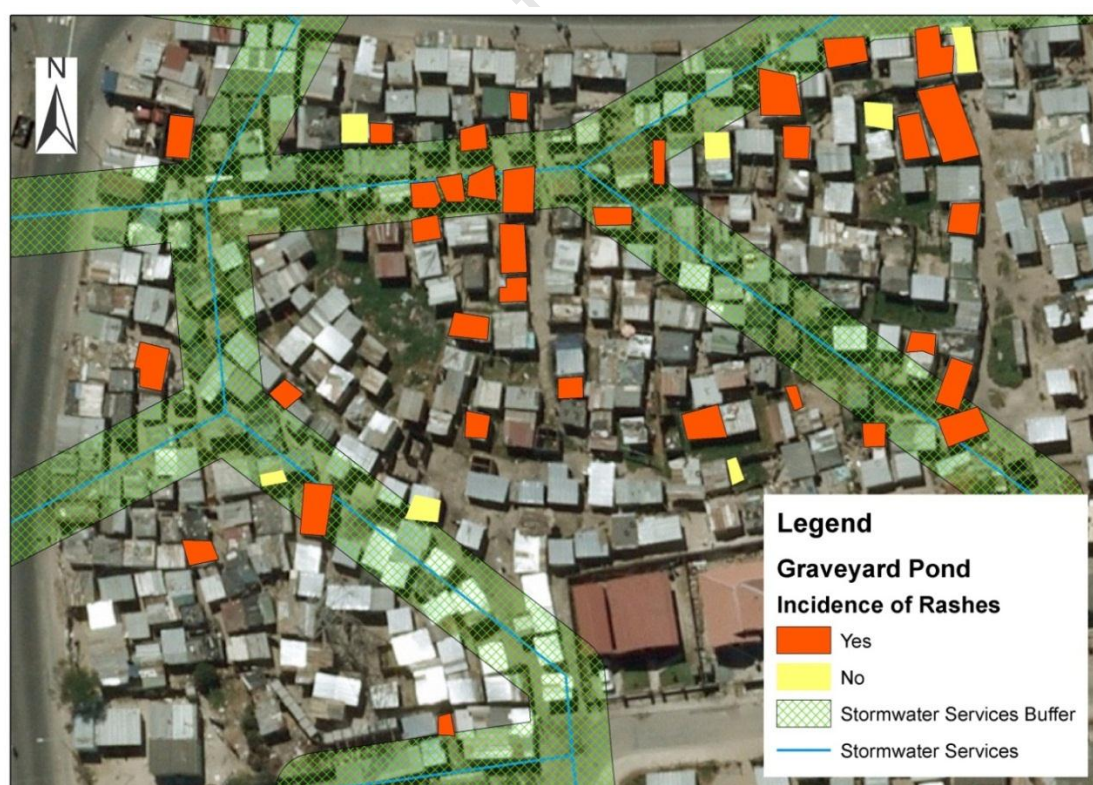 N
Legend
Graveyard Pond
Incidence of Rashes
Yes
No
Stormwater Services Buffer
Stormwater Services